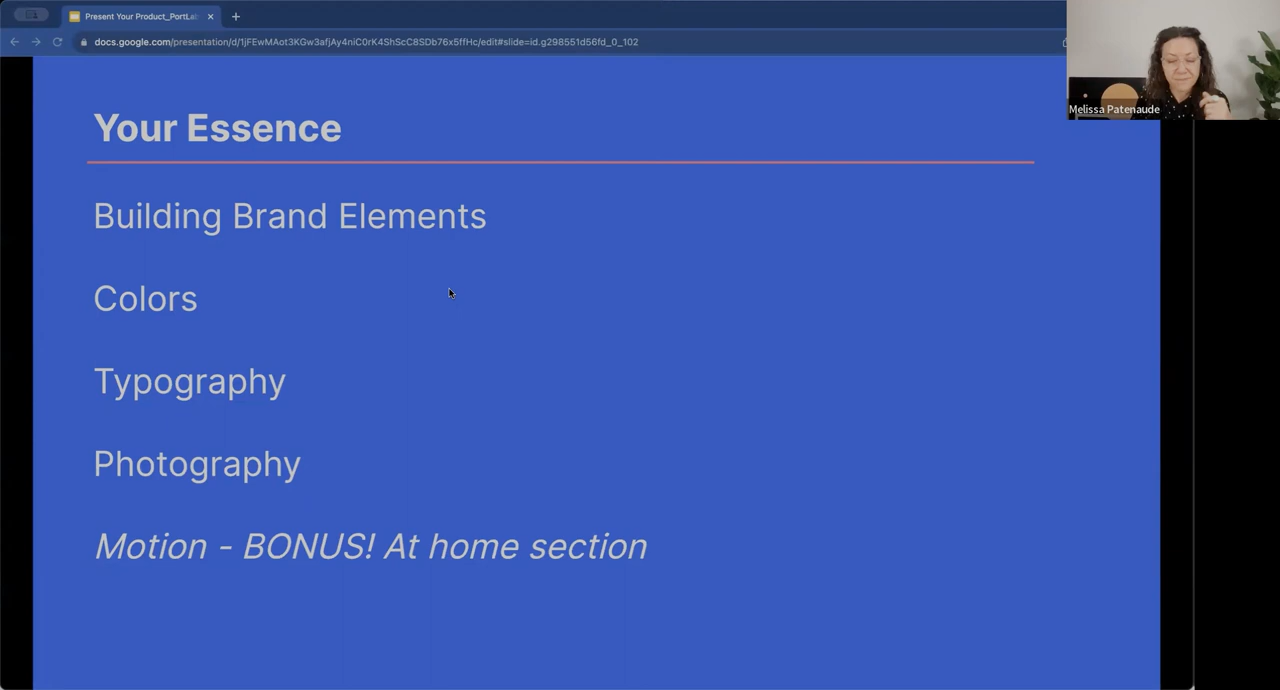 Present Your Product_PortLa
docs.google.com/presentation/d/1jFEwMAot3KGw3afjAy4niC0rK4ShScC8SDb76x5ffHc/edit#slide=id.g298551d56fd_0_102
Melissa Patenaude
Your Essence
Building Brand Elements
Colors
Typography
Photography
Motion - BONUS! At home section